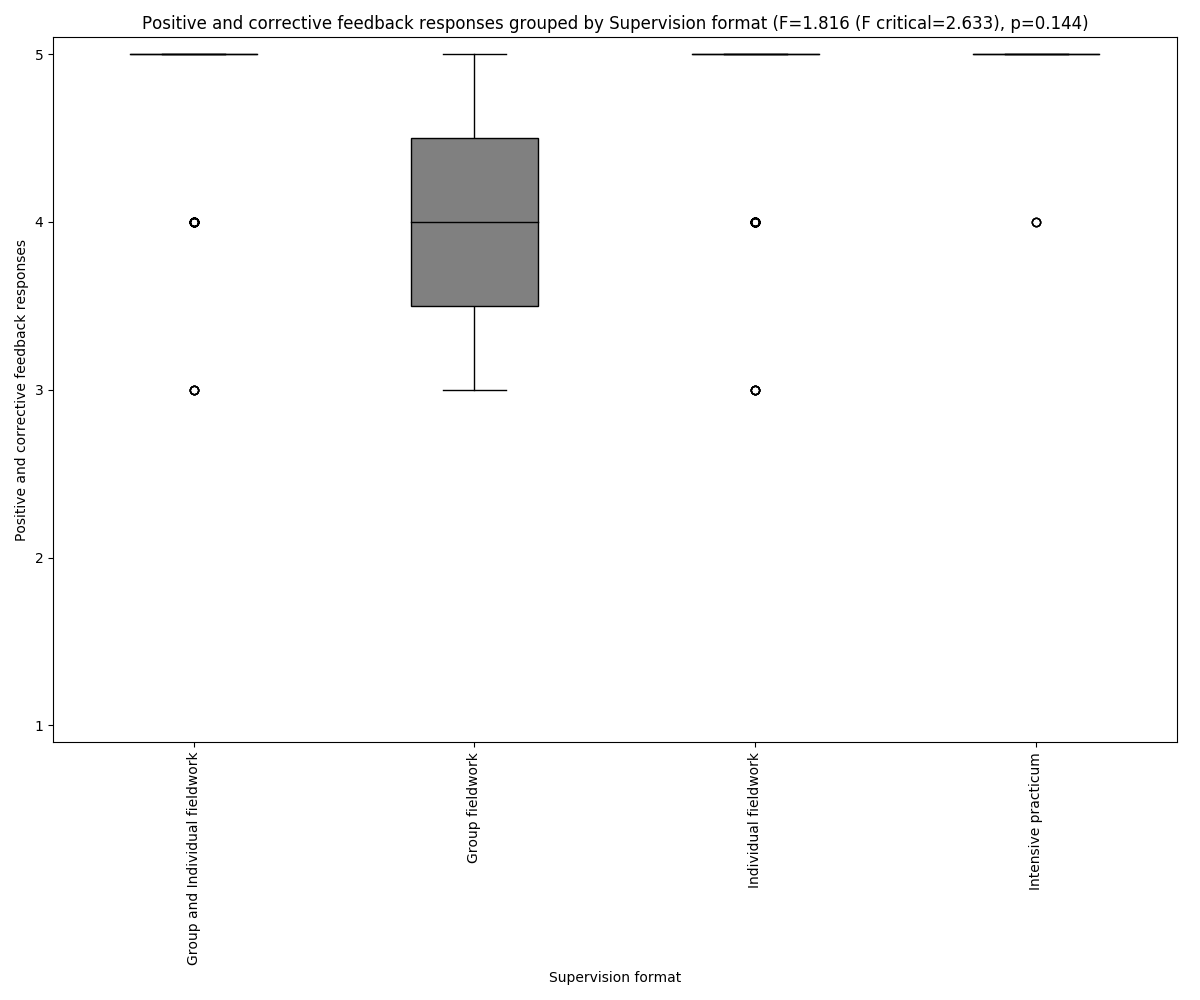 Positive and corrective feedback responses grouped by Supervision format (F=1.816 (F critical=2.633), p=0.144)
Positive and corrective feedback responses
5
4
3
2
1
Group and Individual fieldwork
Group fieldwork
Individual fieldwork
Intensive practicum
Supervision format